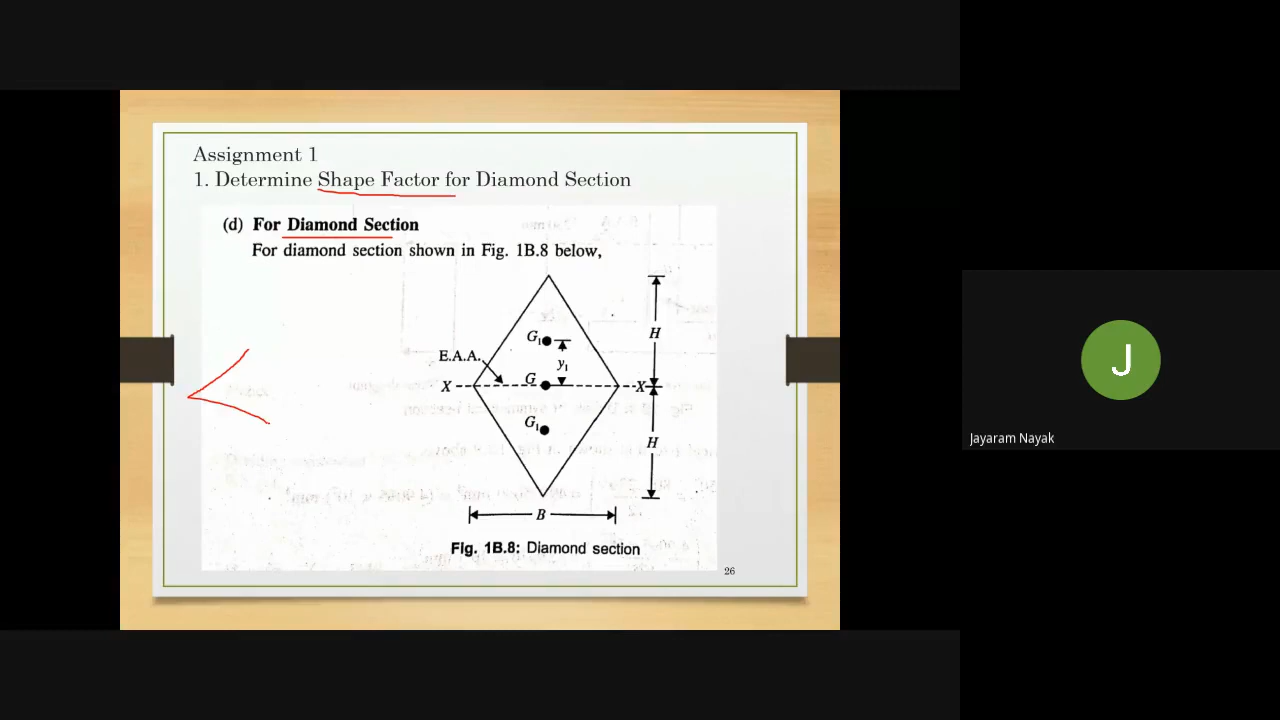 Assignment 1
1. Determine Shape Factor for Diamond Section
(d) For Diamond Section
For diamond section shown in Fig. 1B.8 below,
G₁
H
E.A.A.
y₁
G
X
X
G₁
H
B
Fig. 1B.8: Diamond section
26
J
Jayaram Nayak